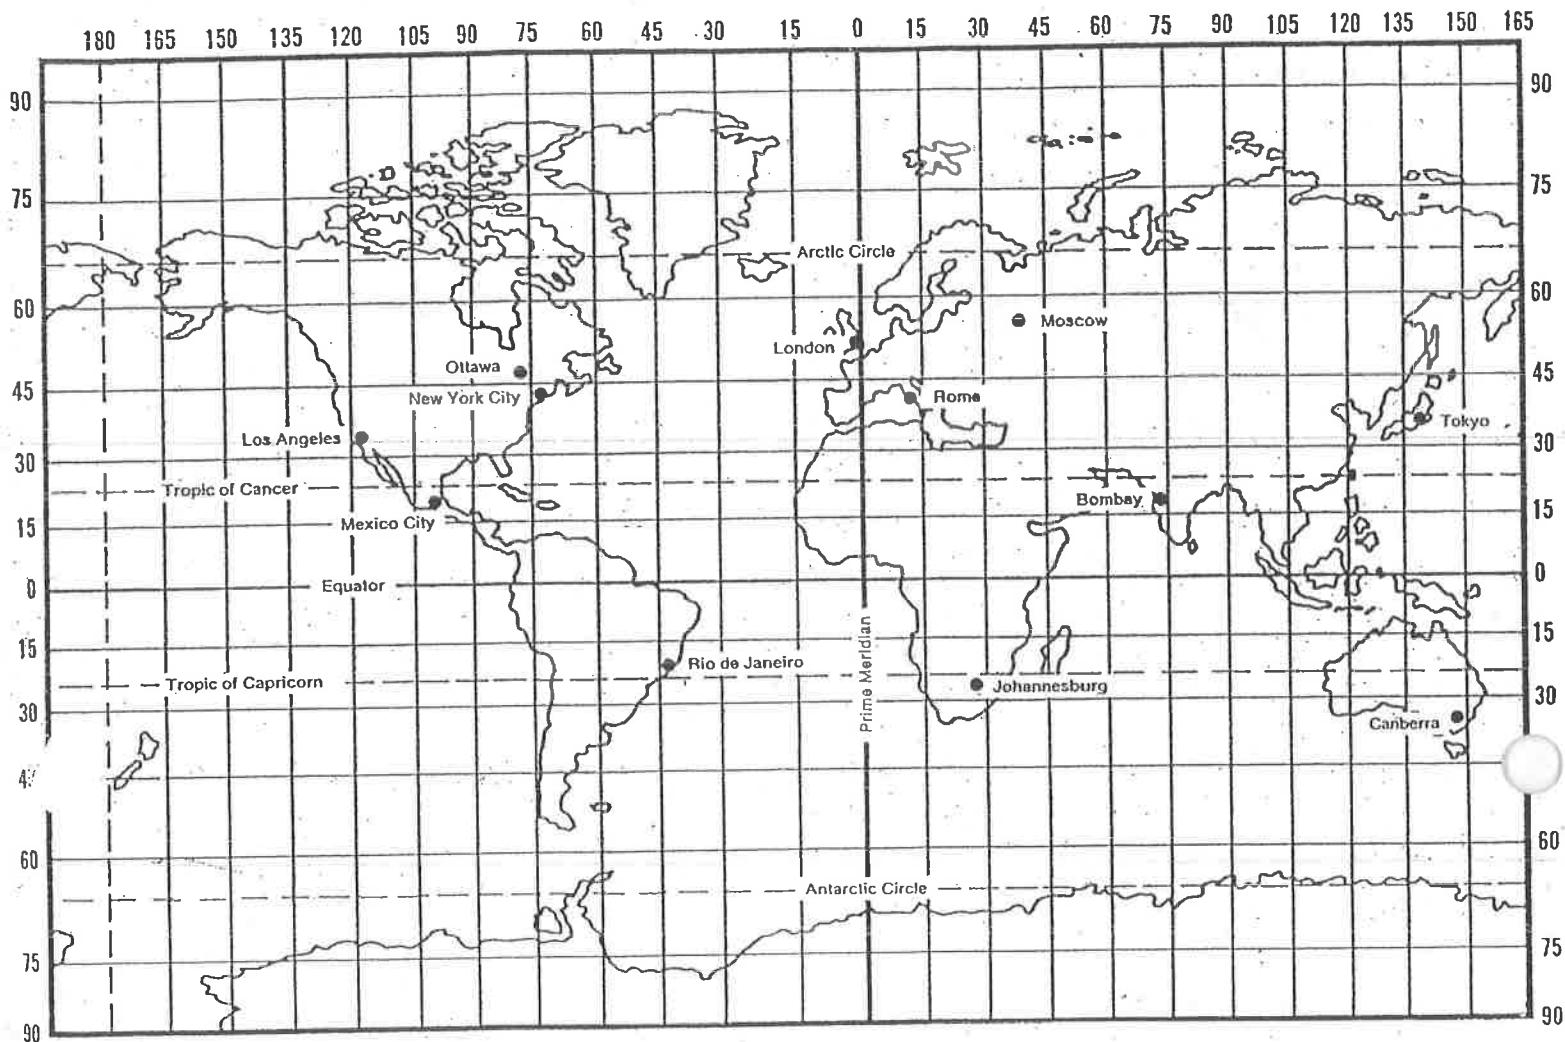 180 165 150 135 120 105 90 75 60 45 30 15 0 15 30 45 60 75 90 105 120 135 150 165
90 90
75 75
Arctic Circle
60 60
Moscow
London
Ottawa
45 45
New York City
Rome
Tokyo
Los Angeles
30 30
Tropic of Cancer
Bombay
15 15
Mexico City
0 Equator 0
15 15
Prime Meridian
Rio de Janeiro
Tropic of Capricorn
Johannesburg
30 30
Canberra
60 60
Antarctic Circle
75 75
90 90